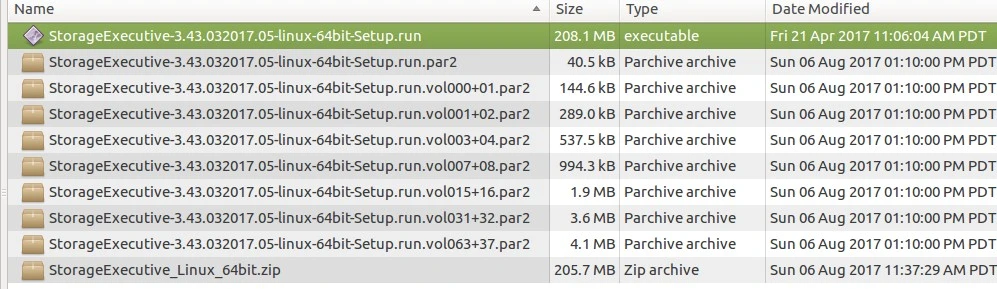 Name Size Type Date Modified
StorageExecutive-3.43.032017.05-linux-64bit-Setup.run 208.1 MB executable Fri 21 Apr 2017 11:06:04 AM PDT
StorageExecutive-3.43.032017.05-linux-64bit-Setup.run.par2 40.5 kB Parchive archive Sun 06 Aug 2017 01:10:00 PM PDT
StorageExecutive-3.43.032017.05-linux-64bit-Setup.run.vol000+01.par2 144.6 kB Parchive archive Sun 06 Aug 2017 01:10:00 PM PDT
StorageExecutive-3.43.032017.05-linux-64bit-Setup.run.vol001+02.par2 289.0 kB Parchive archive Sun 06 Aug 2017 01:10:00 PM PDT
StorageExecutive-3.43.032017.05-linux-64bit-Setup.run.vol003+04.par2 537.5 kB Parchive archive Sun 06 Aug 2017 01:10:00 PM PDT
StorageExecutive-3.43.032017.05-linux-64bit-Setup.run.vol007+08.par2 994.3 kB Parchive archive Sun 06 Aug 2017 01:10:00 PM PDT
StorageExecutive-3.43.032017.05-linux-64bit-Setup.run.vol015+16.par2 1.9 MB Parchive archive Sun 06 Aug 2017 01:10:00 PM PDT
StorageExecutive-3.43.032017.05-linux-64bit-Setup.run.vol031+32.par2 3.6 MB Parchive archive Sun 06 Aug 2017 01:10:00 PM PDT
StorageExecutive-3.43.032017.05-linux-64bit-Setup.run.vol063+37.par2 4.1 MB Parchive archive Sun 06 Aug 2017 01:10:00 PM PDT
StorageExecutive_Linux_64bit.zip 205.7 MB Zip archive Sun 06 Aug 2017 11:37:29 AM PDT